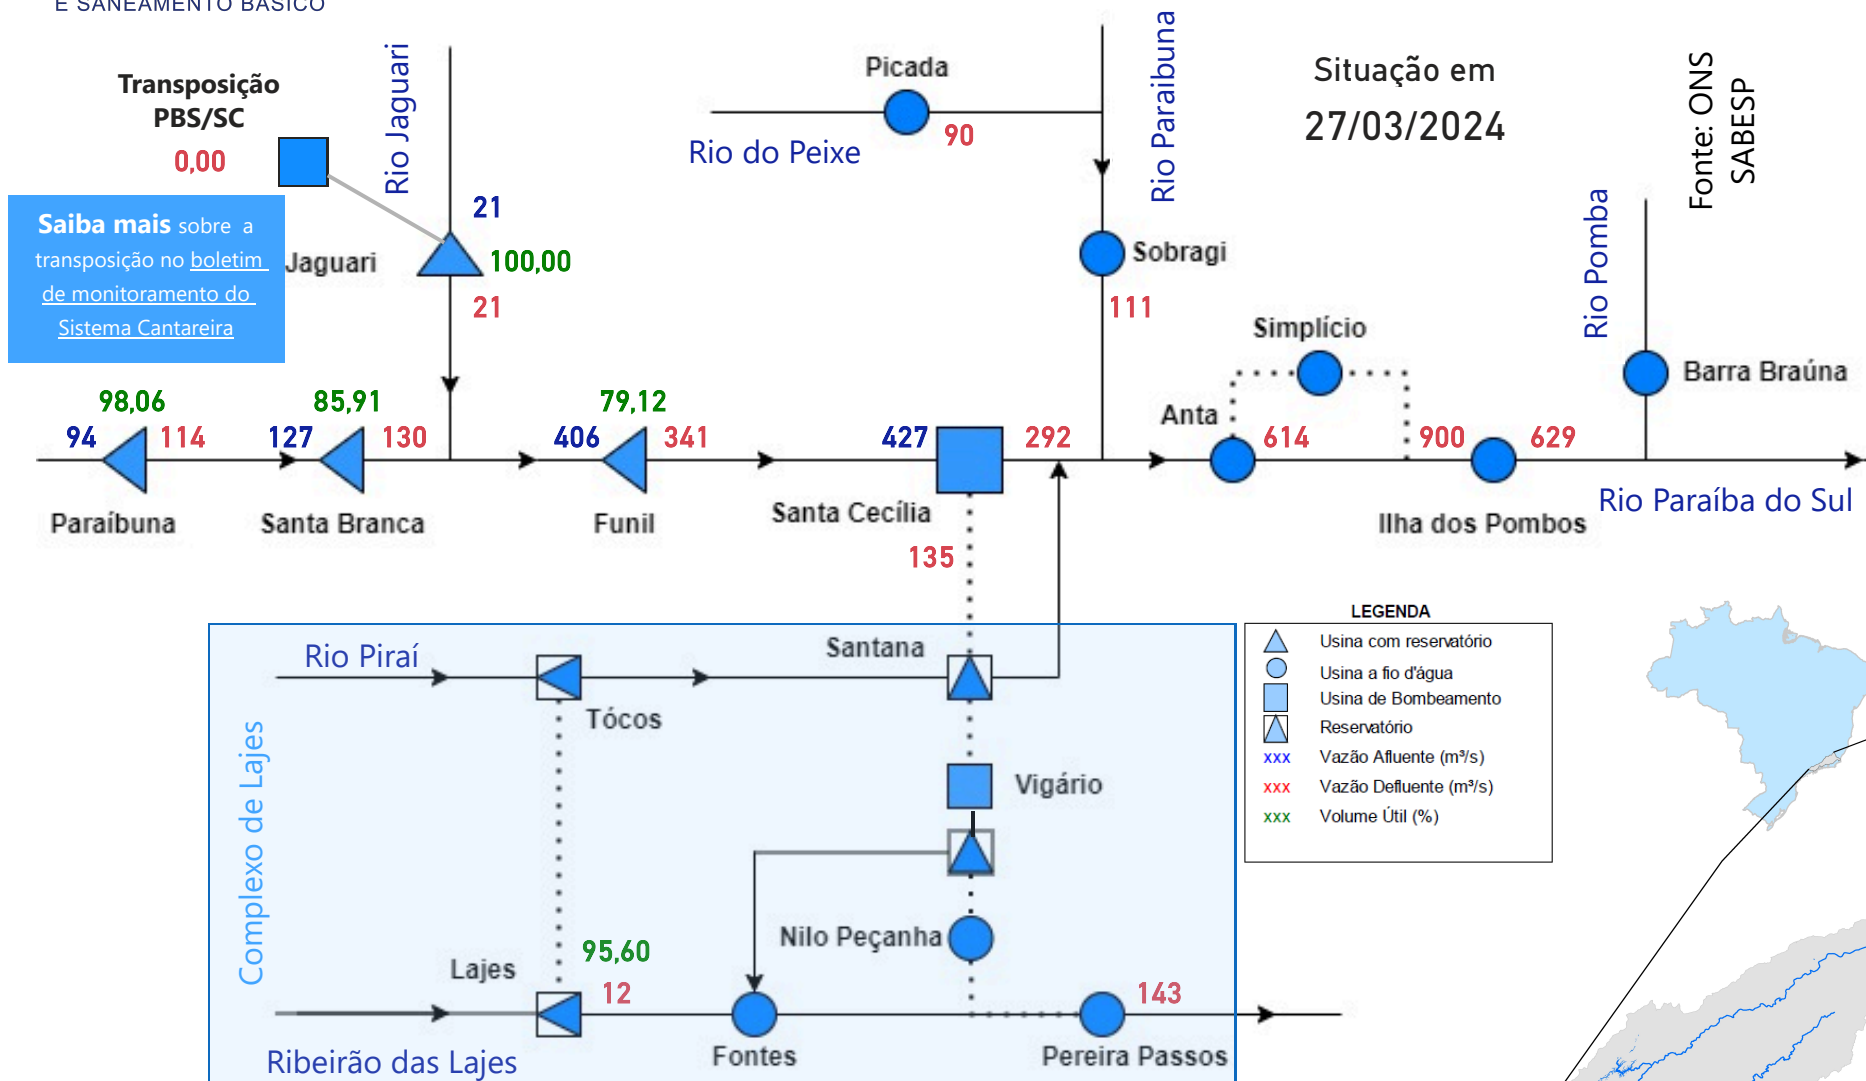 E SANEAMENTO BÁSICO
Transposição
PBS/SC
0,00
Rio Jaguari
Saiba mais sobre a
transposição no boletim
de monitoramento do
Sistema Cantareira
Jaguari
21
100,00
21
Picada
90
Rio do Peixe
Rio Paraibuna
Situação em
27/03/2024
Fonte: ONS
SABESP
Sobragi
111
Simplício
Rio Pomba
Barra Braúna
98,06
94
114
Paraíbuna
85,91
127
130
Santa Branca
79,12
406
341
Funil
427
292
Santa Cecília
135
Anta
614
900
629
Ilha dos Pombos
Rio Paraíba do Sul
Complexo de Lajes
Rio Piraí
Tócos
Santana
Vigário
Nilo Peçanha
Lajes
95,60
12
Fontes
143
Pereira Passos
Ribeirão das Lajes
LEGENDA
Usina com reservatório
Usina a fio d'água
Usina de Bombeamento
Reservatório
xxx Vazão Afluente (m³/s)
xxx Vazão Defluente (m³/s)
xxx Volume Útil (%)